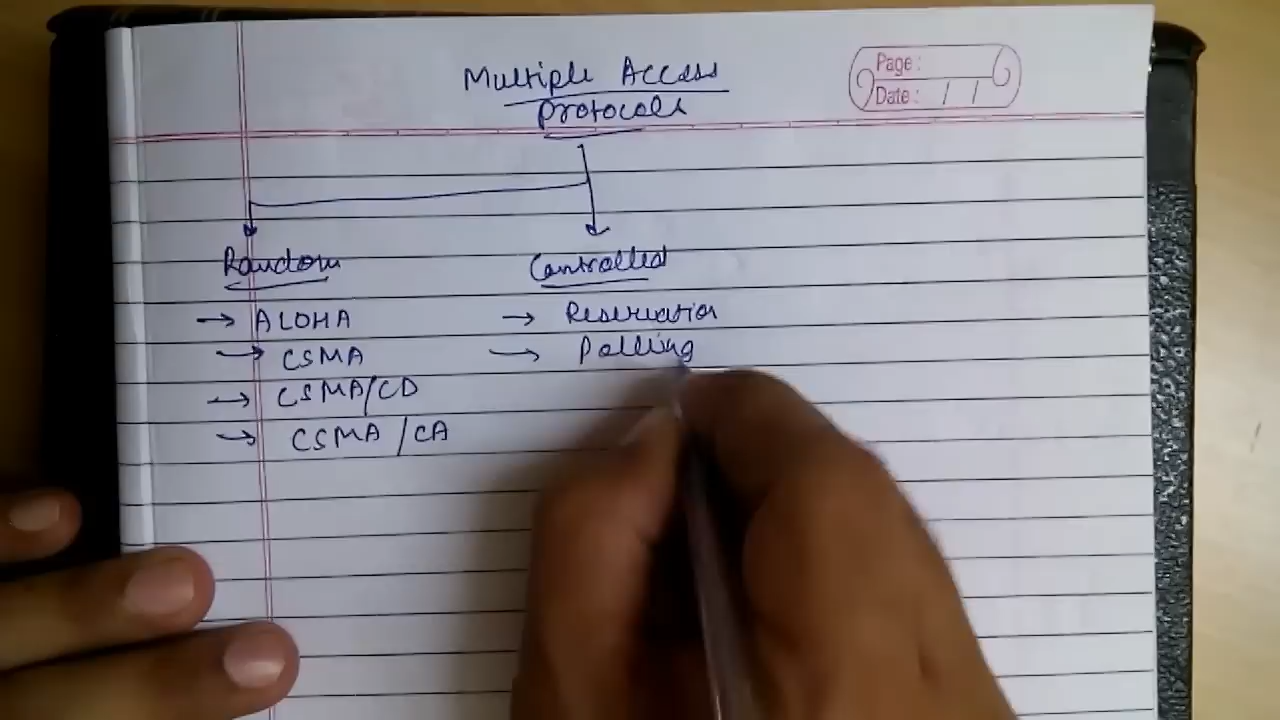 Multiple Access
Protocols
Page :
Date : / /
Random
→ ALOHA
→ CSMA
→ CSMA/CD
→ CSMA / CA
Controlled
→ Reservation
→ Polling